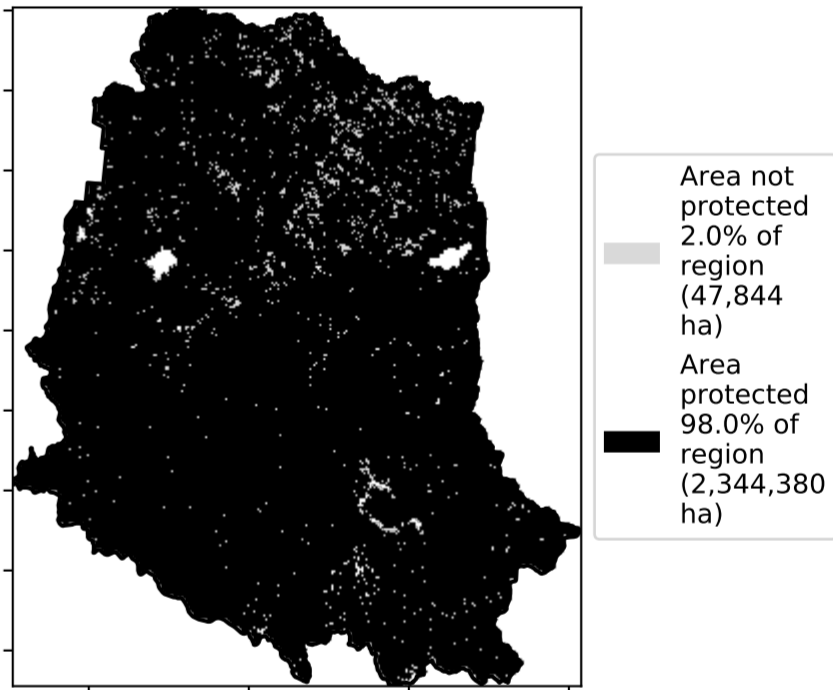 Area not
protected
2.0% of
region
(47,844
ha)
Area
protected
98.0% of
region
(2,344,380
ha)